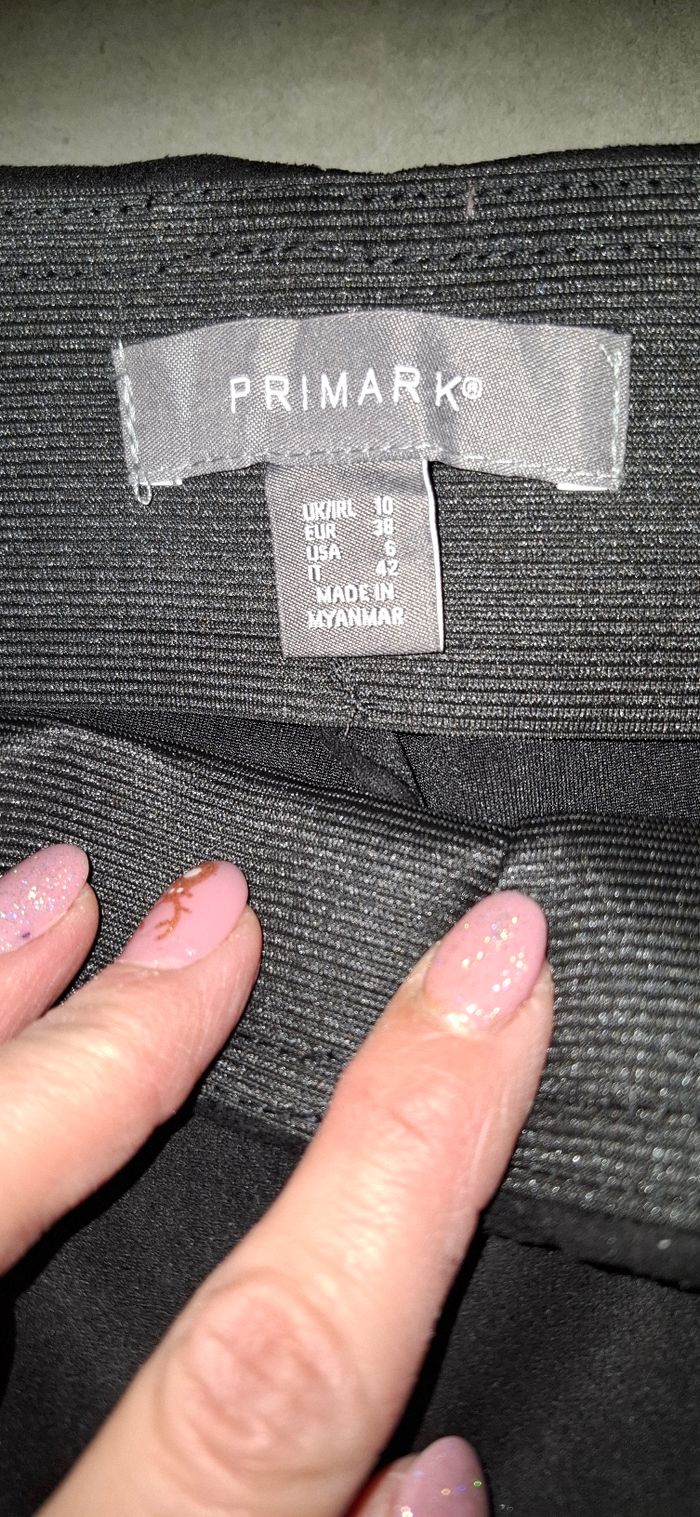 PRIMARK®
UK/IRL 10
EUR 38
USA 6
IT 42
MADE IN
MYANMAR